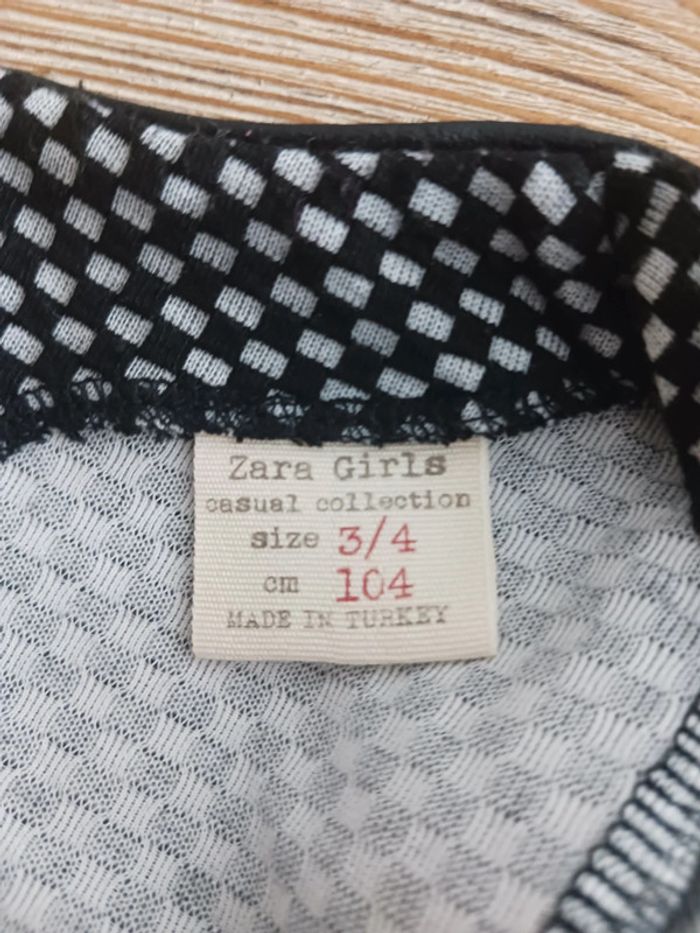 Zara Girls
casual collection
size 3/4
cm 104
MADE IN TURKEY